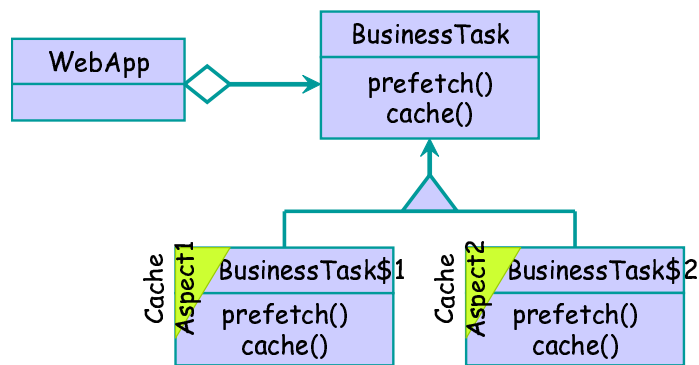 WebApp
BusinessTask
prefetch()
cache()
Cache
Aspect1
BusinessTask$1
prefetch()
cache()
Cache
Aspect2
BusinessTask$2
prefetch()
cache()